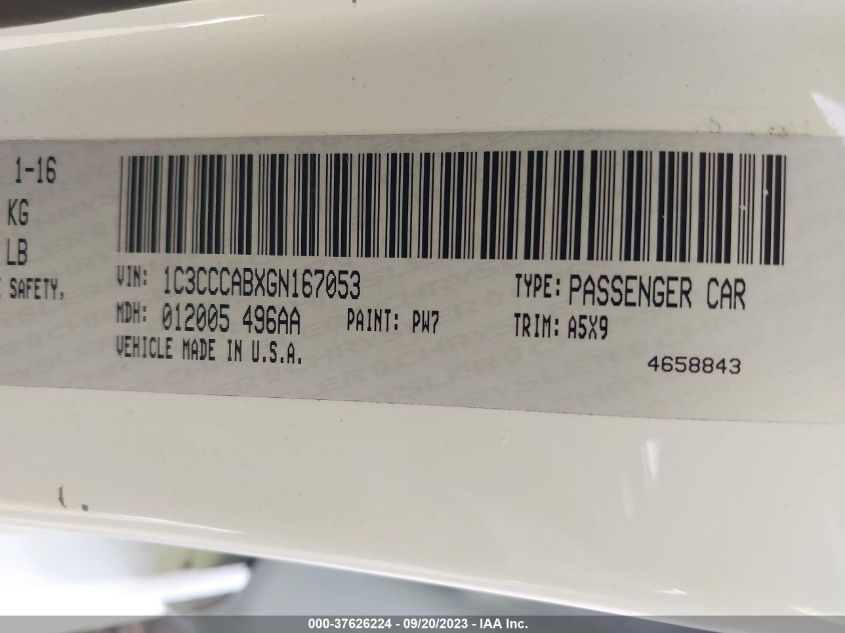 1-16
KG
LB
SAFETY.
VIN: 1C3CCCABXGN167053 TYPE: PASSENGER CAR
MDH: 012005 496AA PAINT: PW7 TRIM: A5X9
VEHICLE MADE IN U.S.A.
4658843
000-37626224 - 09/20/2023 - IAA Inc.